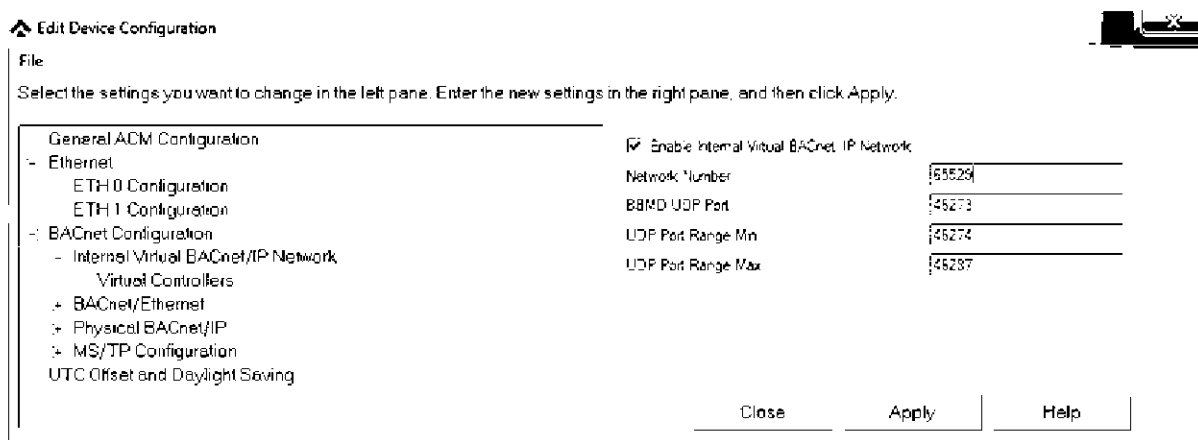 Edit Device Configuration
File
Select the settings you want to change in the left pane. Enter the new settings in the right pane, and then click Apply.
General ACM Configuration
- Ethernet
ETH 0 Configuration
ETH 1 Configuration
- BACnet Configuration
- Internal Virtual BACnet/IP Network
Virtual Controllers
+ BACnet/Ethernet
+ Physical BACnet/IP
+ MS/TP Configuration
UTC Offset and Daylight Saving
Enable Internal Virtual BACnet IP Network
Network Number 65529
BBMD UDP Port 46273
UDP Port Range Min 46274
UDP Port Range Max 46287
Close Apply Help